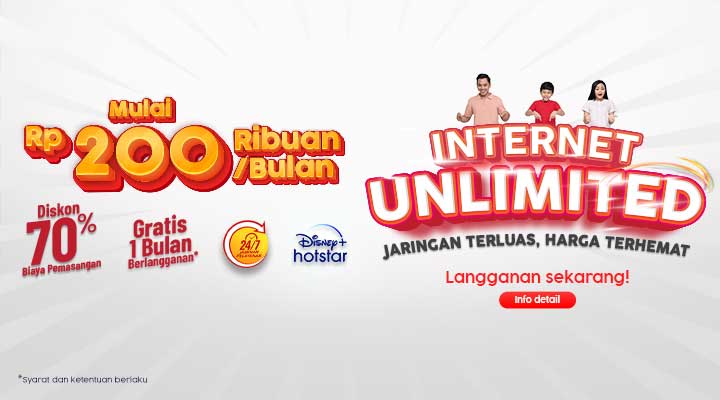 Mulai
Rp 200 Ribuan
/Bulan
Diskon
70%
Biaya Pemasangan
Gratis
1 Bulan
Berlangganan*
24/7
Disney+
hotstar
INTERNET
UNLIMITED
JARINGAN TERLUAS, HARGA TERHEMAT
Langganan sekarang!
Info detail
*Syarat dan ketentuan berlaku